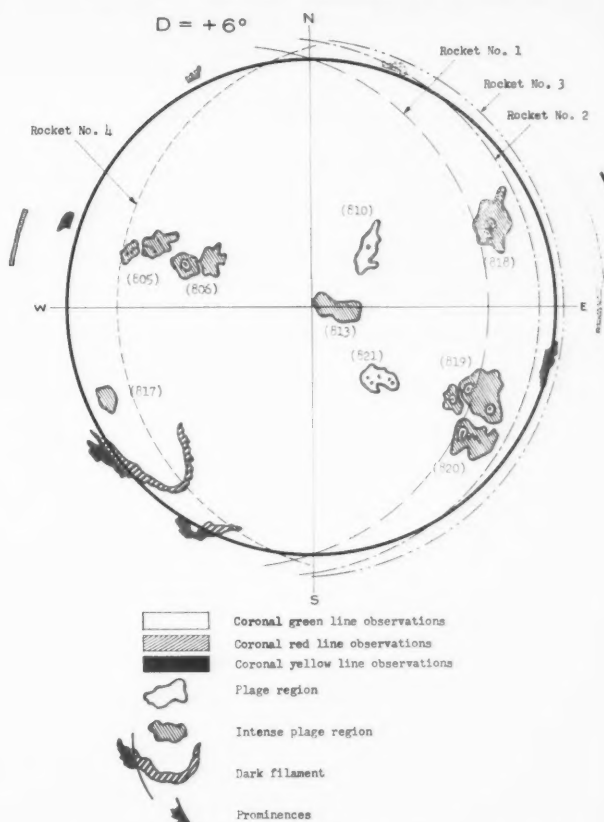 D = +6°
N
Rocket No. 1
Rocket No. 3
Rocket No. 2
Rocket No. 4
(810)
(818)
(805)
(806)
W
E
(813)
(821)
(819)
(817)
(820)
S
Coronal green line observations
Coronal red line observations
Coronal yellow line observations
Plage region
Intense plage region
Dark filament
Prominences